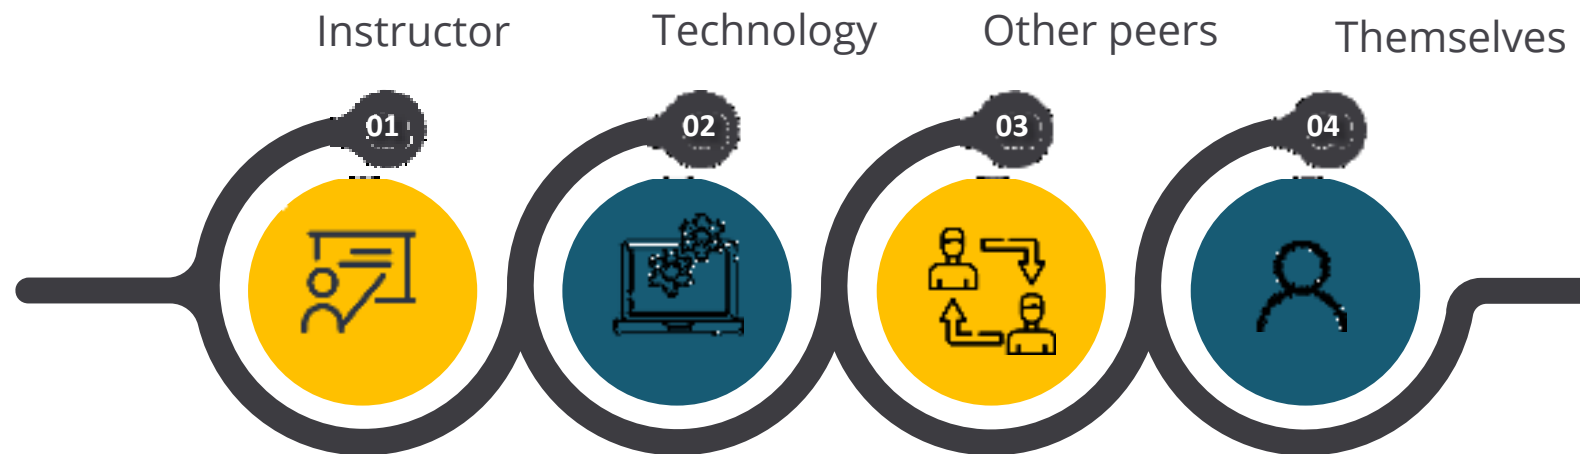 Instructor
Technology
Other peers
Themselves
01
02
03
04